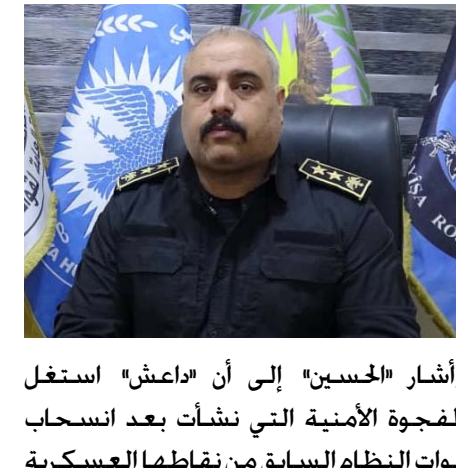 أشار «الحسين» إلى أن «داعش» استغل
لفجوة الأمنية التي نشأت بعد انسحاب
وات النظام السابق من نقاطها العسكرية